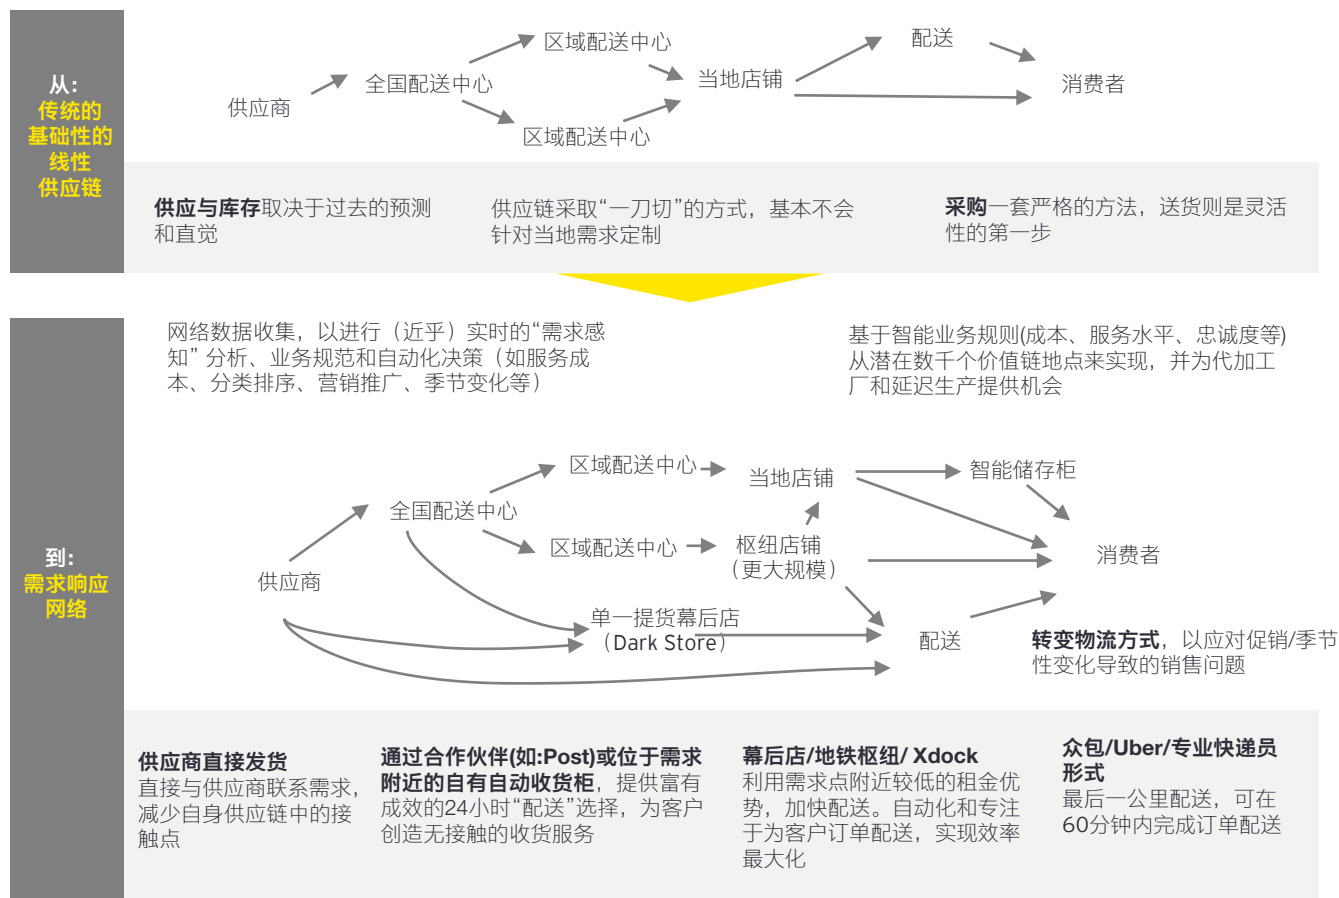 从：
传统的
基础性的
线性
供应链
供应商
全国配送中心
区域配送中心
区域配送中心
当地店铺
配送
消费者
供应与库存取决于过去的预测
和直觉
供应链采取“一刀切”的方式，基本不会
针对当地需求定制
采购一套严格的方法，送货则是灵活
性的第一步
到：
需求响应
网络
网络数据收集，以进行（近乎）实时的“需求感
知” 分析、业务规范和自动化决策（如服务成
本、分类排序、营销推广、季节变化等）
基于智能业务规则(成本、服务水平、忠诚度等)
从潜在数千个价值链地点来实现，并为代加工
厂和延迟生产提供机会
供应商
全国配送中心
区域配送中心
区域配送中心
当地店铺
枢纽店铺
（更大规模）
单一提货幕后店
（Dark Store）
智能储存柜
配送
消费者
转变物流方式，以应对促销/季节
性变化导致的销售问题
供应商直接发货
直接与供应商联系需求，
减少自身供应链中的接
触点
通过合作伙伴(如:Post)或位于需求
附近的自有自动收货柜，提供富有
成效的24小时“配送”选择，为客户
创造无接触的收货服务
幕后店/地铁枢纽/ Xdock
利用需求点附近较低的租金优
势，加快配送。自动化和专注
于为客户订单配送，实现效率
最大化
众包/Uber/专业快递员
形式
最后一公里配送，可在
60分钟内完成订单配送